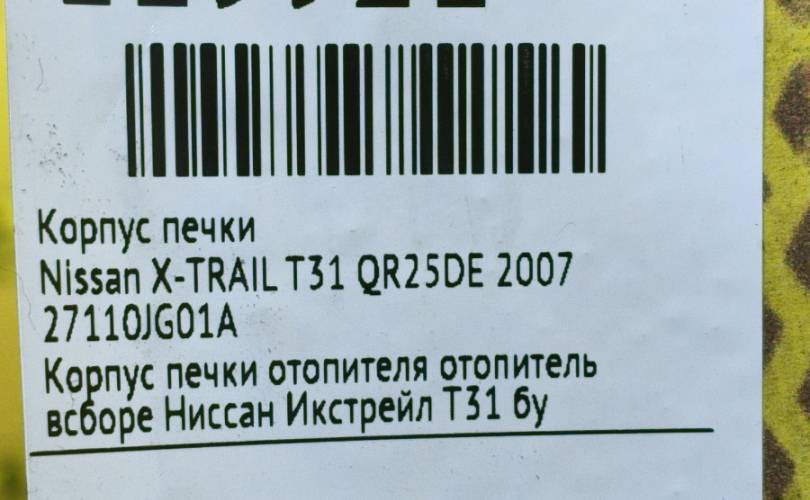 Корпус печки
Nissan X-TRAIL T31 QR25DE 2007
27110JG01A
Корпус печки отопителя отопитель
всборе Ниссан Икстрейл Т31 бу